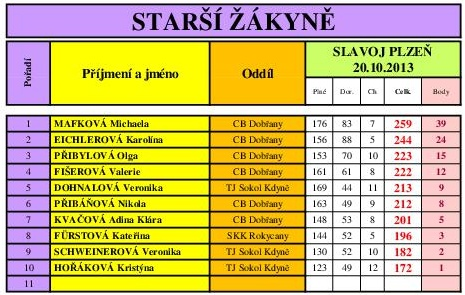 STARŠÍ ŽÁKYNĚ
Pořadí Příjmení a jméno Oddíl SLAVOJ PLZEŇ
20.10.2013
Plné Dor. Ch Celk. Body
1 MAFKOVÁ Michaela CB Dobřany 176 83 7 259 39
2 EICHLEROVÁ Karolína CB Dobřany 156 88 5 244 24
3 PŘIBYLOVÁ Olga CB Dobřany 153 70 10 223 15
4 FIŠEROVÁ Valerie CB Dobřany 161 61 8 222 12
5 DOHNALOVÁ Veronika TJ Sokol Kdyně 169 44 11 213 9
6 PŘIBÁŇOVÁ Nikola CB Dobřany 163 49 9 212 8
7 KVAČOVÁ Adina Klára CB Dobřany 148 53 8 201 5
8 FÜRSTOVÁ Kateřina SKK Rokycany 144 52 5 196 3
9 SCHWEINEROVÁ Veronika TJ Sokol Kdyně 130 52 10 182 2
10 HOŘÁKOVÁ Kristýna TJ Sokol Kdyně 123 49 12 172 1
11